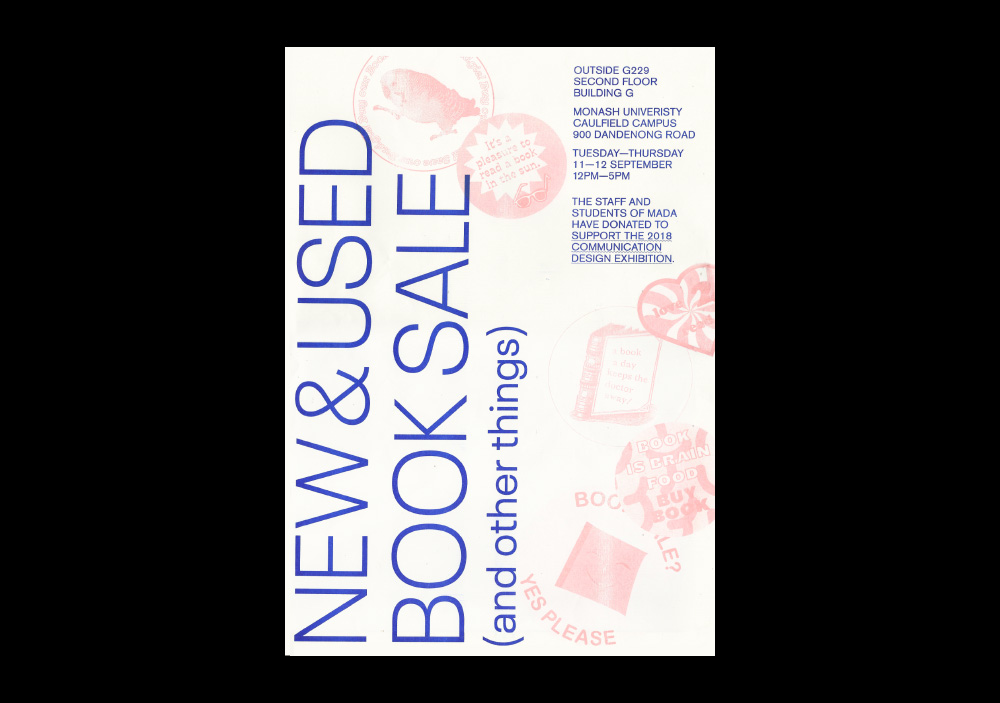 NEW & USED
BOOK SALE
(and other things)
OUTSIDE G229
SECOND FLOOR
BUILDING G
MONASH UNIVERISTY
CAULFIELD CAMPUS
900 DANDENONG ROAD
TUESDAY—THURSDAY
11—12 SEPTEMBER
12PM—5PM
THE STAFF AND
STUDENTS OF MADA
HAVE DONATED TO
SUPPORT THE 2018
COMMUNICATION
DESIGN EXHIBITION.
It's a
pleasure to
read a book
in the sun.
love
a book
a day
keeps the
doctor
away!
BOOK
IS BRAIN
FOOD
BUY
BOOK
YES PLEASE